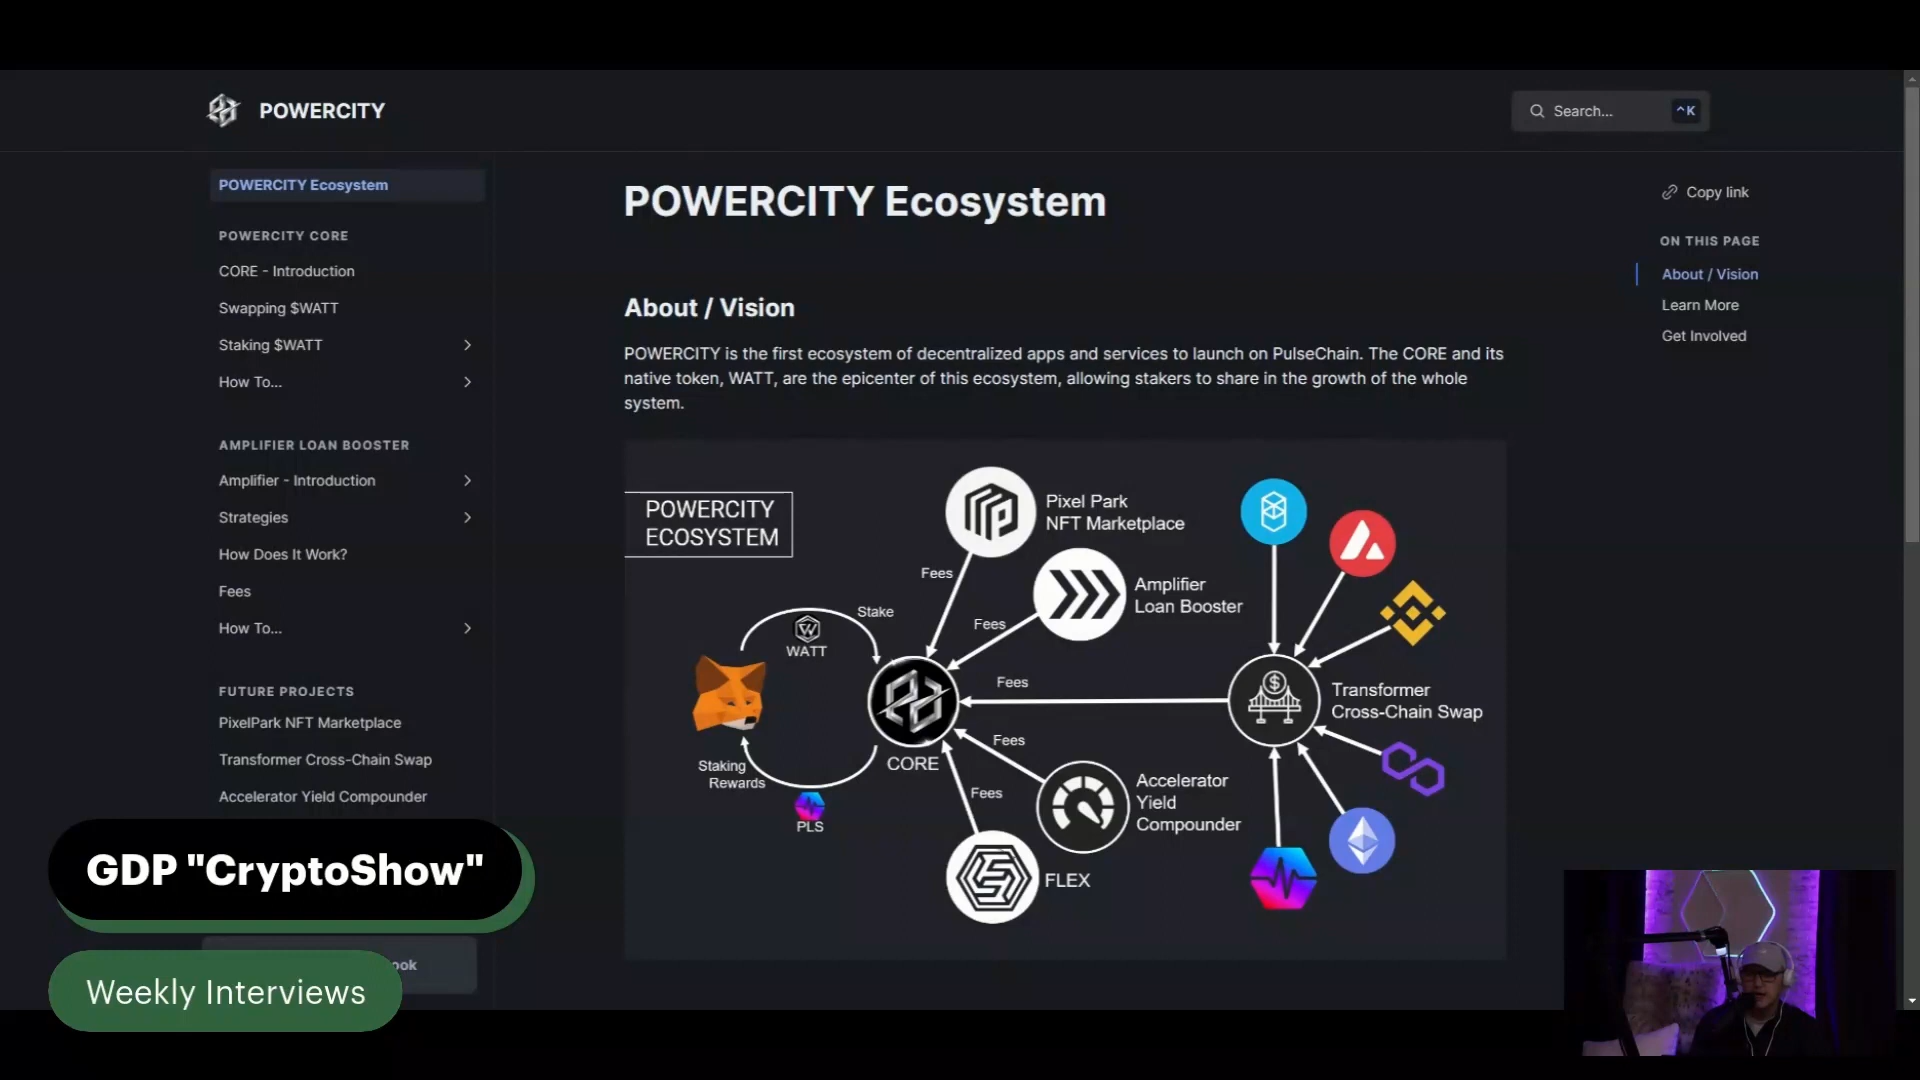 POWERCITY
Search...
^K
POWERCITY Ecosystem
POWERCITY CORE
CORE - Introduction
Swapping $WATT
Staking $WATT
How To...
AMPLIFIER LOAN BOOSTER
Amplifier - Introduction
Strategies
How Does It Work?
Fees
How To...
FUTURE PROJECTS
PixelPark NFT Marketplace
Transformer Cross-Chain Swap
Accelerator Yield Compounder
POWERCITY Ecosystem
About / Vision
POWERCITY is the first ecosystem of decentralized apps and services to launch on PulseChain. The CORE and its
native token, WATT, are the epicenter of this ecosystem, allowing stakers to share in the growth of the whole
system.
POWERCITY
ECOSYSTEM
Pixel Park
NFT Marketplace
Fees
Amplifier
Loan Booster
Stake
Fees
WATT
Fees
Transformer
Cross-Chain Swap
Fees
CORE
Staking
Rewards
Accelerator
Yield
Compounder
Fees
PLS
FLEX
Copy link
ON THIS PAGE
About / Vision
Learn More
Get Involved
GDP "CryptoShow"
Weekly Interviews